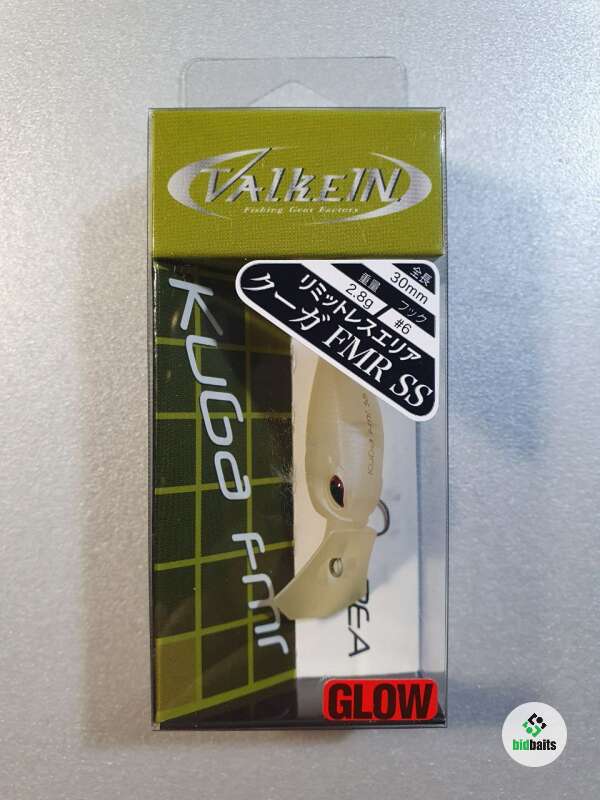 VALKEIN
Fishing Gear Factory
全長
30mm
重量
2.8g
フック
#6
リミットレスエリア
クーガ FMR SS
KUGa FMR
GLOW
bidbaits